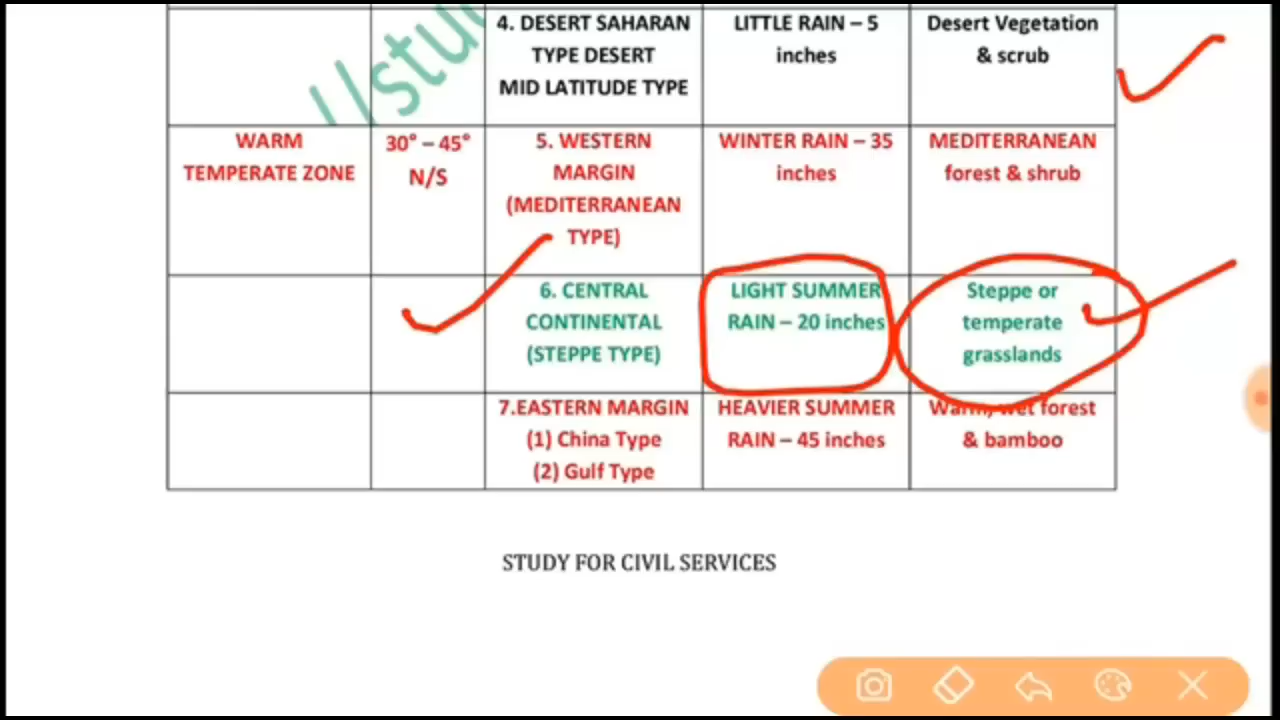 4. DESERT SAHARAN
TYPE DESERT
MID LATITUDE TYPE
LITTLE RAIN – 5
inches
Desert Vegetation
& scrub
WARM
TEMPERATE ZONE
30° – 45°
N/S
5. WESTERN
MARGIN
(MEDITERRANEAN
TYPE)
WINTER RAIN – 35
inches
MEDITERRANEAN
forest & shrub
6. CENTRAL
CONTINENTAL
(STEPPE TYPE)
LIGHT SUMMER
RAIN – 20 inches
Steppe or
temperate
grasslands
7.EASTERN MARGIN
(1) China Type
(2) Gulf Type
HEAVIER SUMMER
RAIN – 45 inches
Warm, wet forest
& bamboo
STUDY FOR CIVIL SERVICES